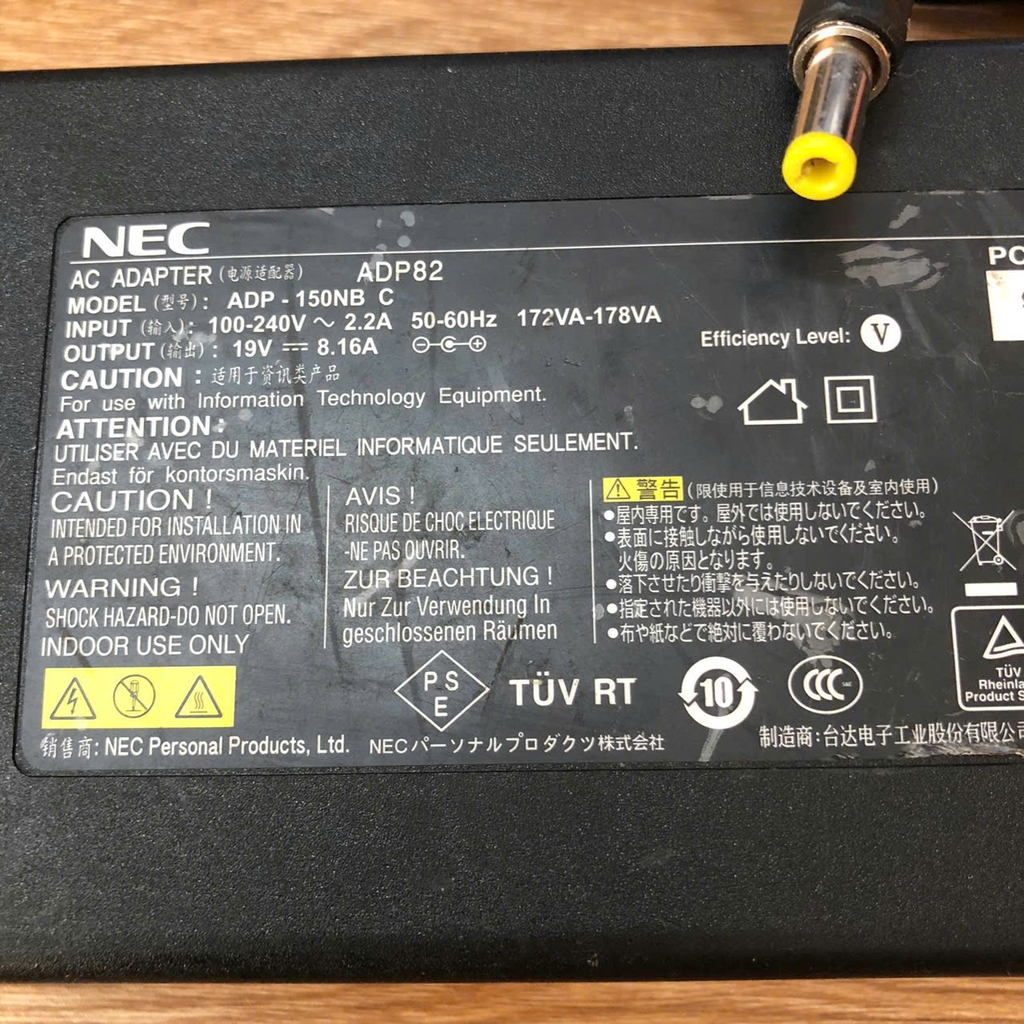 NEC
AC ADAPTER (电源适配器) ADP82
PC
MODEL (型号): ADP-150NB C
INPUT (输入): 100-240V ~ 2.2A 50-60Hz 172VA-178VA
OUTPUT (输出): 19V ⎓ 8.16A
Efficiency Level: V
CAUTION : 适用于资讯类产品
For use with Information Technology Equipment.
ATTENTION:
UTILISER AVEC DU MATERIEL INFORMATIQUE SEULEMENT.
Endast för kontorsmaskin.
CAUTION !
INTENDED FOR INSTALLATION IN
A PROTECTED ENVIRONMENT.
WARNING !
SHOCK HAZARD-DO NOT OPEN.
INDOOR USE ONLY
AVIS !
RISQUE DE CHOC ELECTRIQUE
-NE PAS OUVRIR.
ZUR BEACHTUNG !
Nur Zur Verwendung In
geschlossenen Räumen
警告 (限使用于信息技术设备及室内使用)
●屋内専用です。屋外では使用しないでください。
●表面に接触しながら使用しないでください。
火傷の原因となります。
●落下させたり衝撃を与えたりしないでください。
●指定された機器以外には使用しないでください。
●布や紙などで絶対に覆わないでください。
PSE
TÜV RT
10
CCC
TÜV
Rheinla
Product S
销售商: NEC Personal Products, Ltd. NECパーソナルプロダクツ株式会社
制造商: 台达电子工业股份有限公司